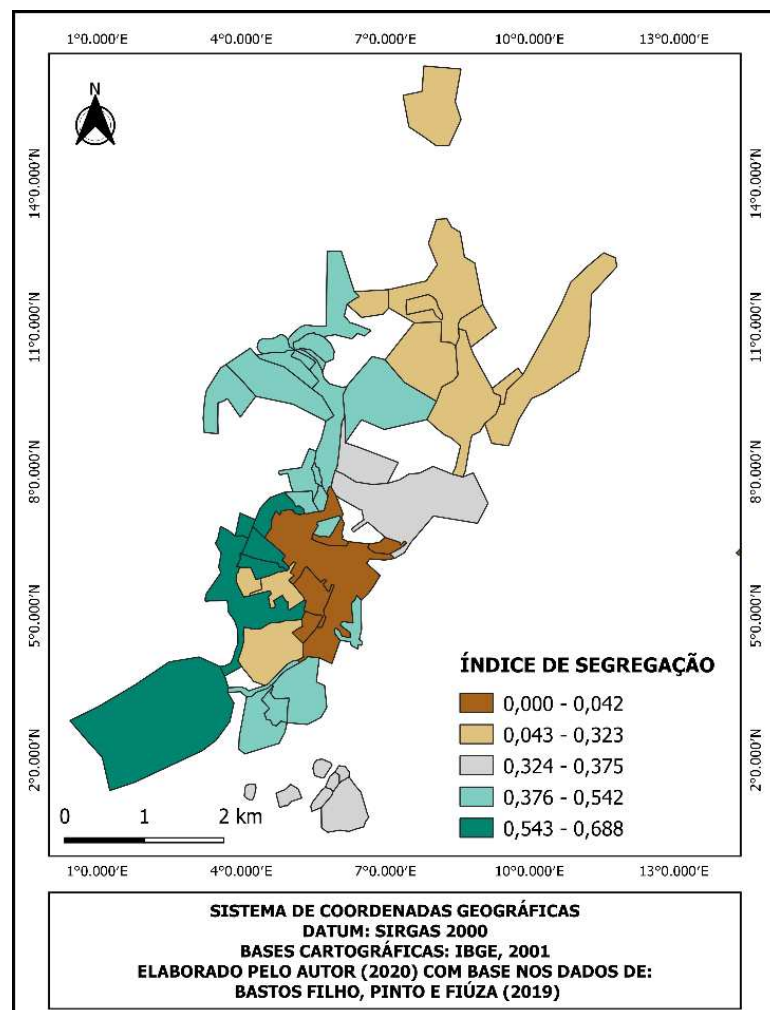 1°0.000'E 4°0.000'E 7°0.000'E 10°0.000'E 13°0.000'E
N
14°0.000'N 14°0.000'N
11°0.000'N 11°0.000'N
8°0.000'N 8°0.000'N
5°0.000'N 5°0.000'N
ÍNDICE DE SEGREGAÇÃO
0,000 - 0,042
0,043 - 0,323
2°0.000'N 2°0.000'N
0,324 - 0,375
0,376 - 0,542
0 1 2 km
0,543 - 0,688
1°0.000'E 4°0.000'E 7°0.000'E 10°0.000'E 13°0.000'E
SISTEMA DE COORDENADAS GEOGRÁFICAS
DATUM: SIRGAS 2000
BASES CARTOGRÁFICAS: IBGE, 2001
ELABORADO PELO AUTOR (2020) COM BASE NOS DADOS DE:
BASTOS FILHO, PINTO E FIÚZA (2019)